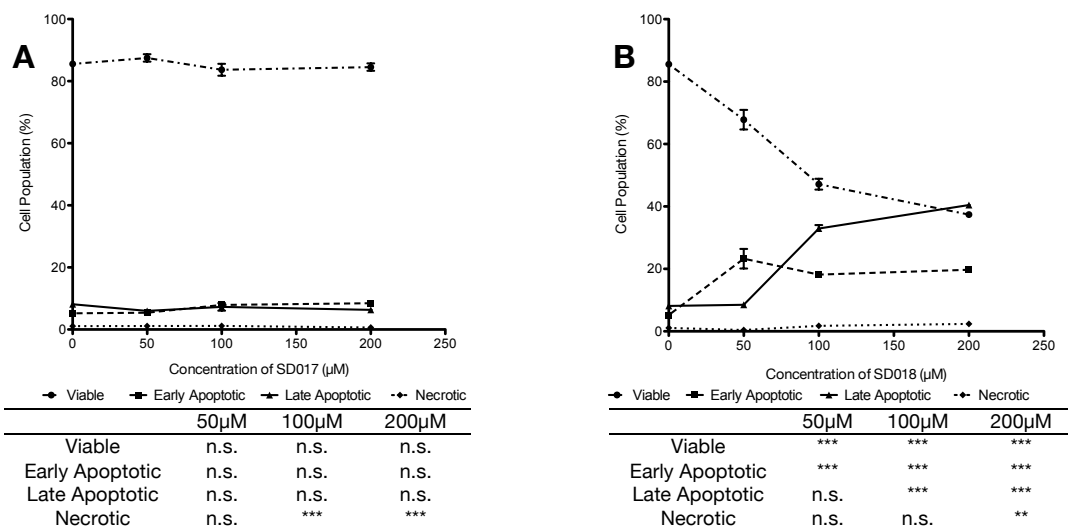 A
100
80
60
40
20
0
Cell Population (%)
0 50 100 150 200 250
Concentration of SD017 (µM)
Viable Early Apoptotic Late Apoptotic Necrotic
50µM 100µM 200µM
Viable n.s. n.s. n.s.
Early Apoptotic n.s. n.s. n.s.
Late Apoptotic n.s. n.s. n.s.
Necrotic n.s. *** ***
B
100
80
60
40
20
0
Cell Population (%)
0 50 100 150 200 250
Concentration of SD018 (µM)
Viable Early Apoptotic Late Apoptotic Necrotic
50µM 100µM 200µM
Viable *** *** ***
Early Apoptotic *** *** ***
Late Apoptotic n.s. *** ***
Necrotic n.s. n.s. **